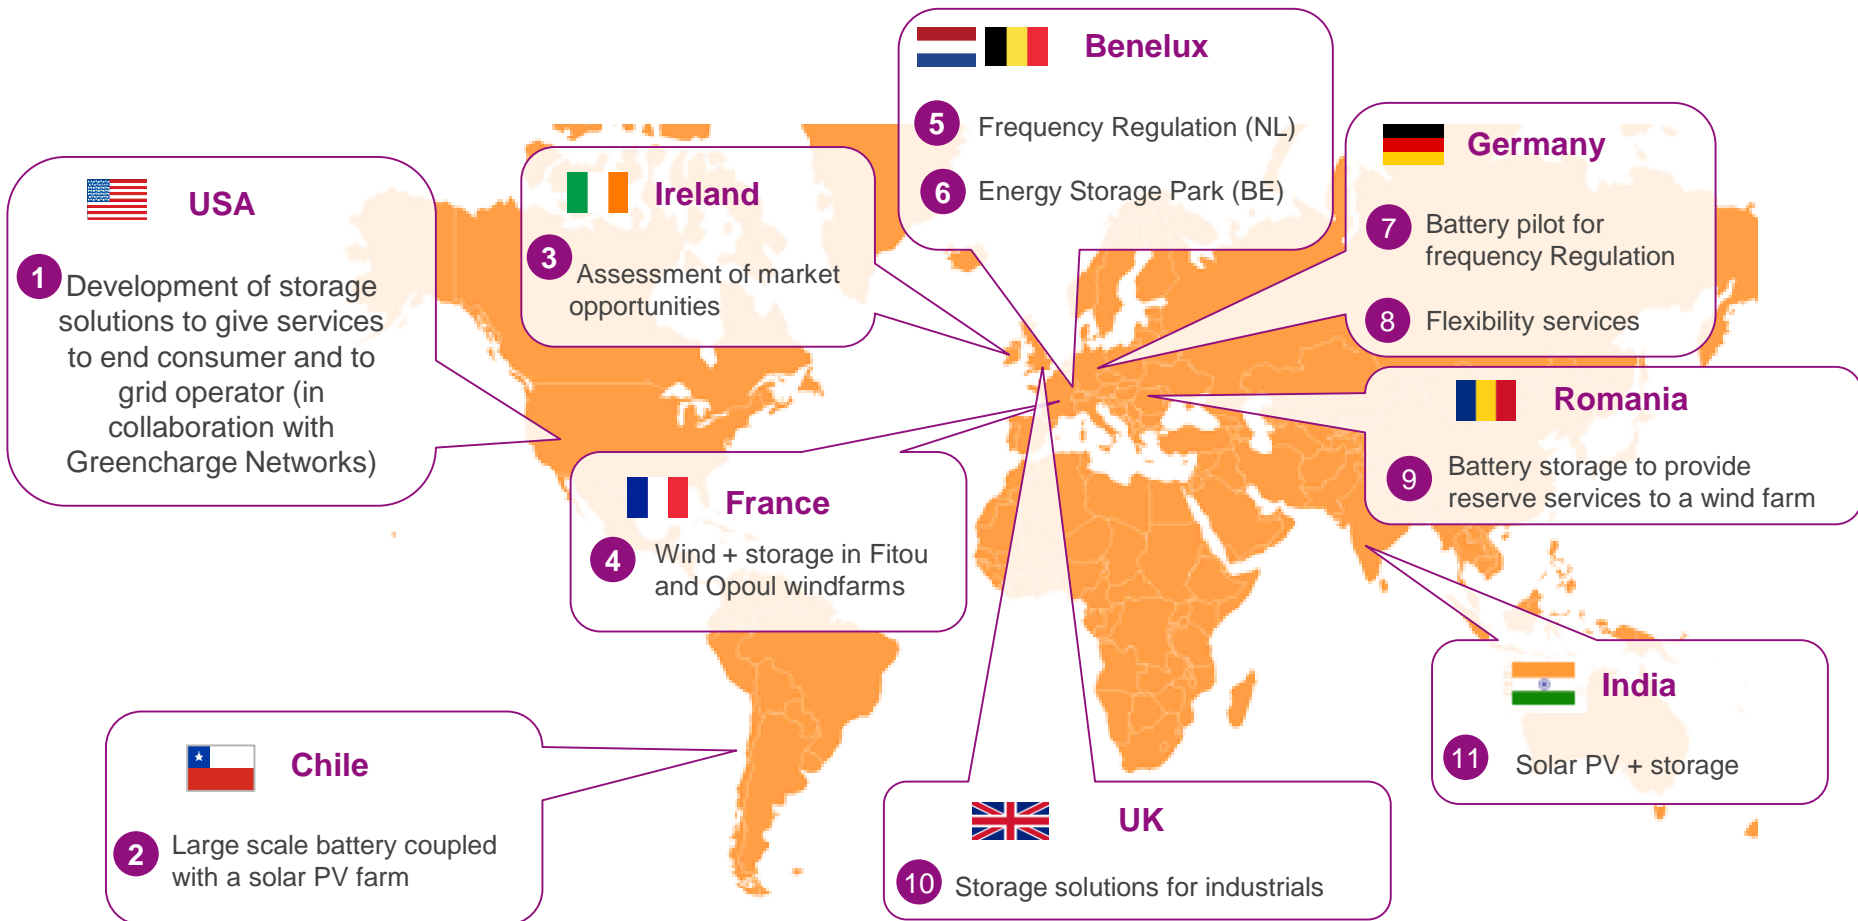 USA
1
Development of storage
solutions to give services
to end consumer and to
grid operator (in
collaboration with
Greencharge Networks)
Chile
2
Large scale battery coupled
with a solar PV farm
Ireland
3
Assessment of market
opportunities
France
4
Wind + storage in Fitou
and Opoul windfarms
Benelux
5
Frequency Regulation (NL)
6
Energy Storage Park (BE)
Germany
7
Battery pilot for
frequency Regulation
8
Flexibility services
Romania
9
Battery storage to provide
reserve services to a wind farm
UK
10
Storage solutions for industrials
India
11
Solar PV + storage